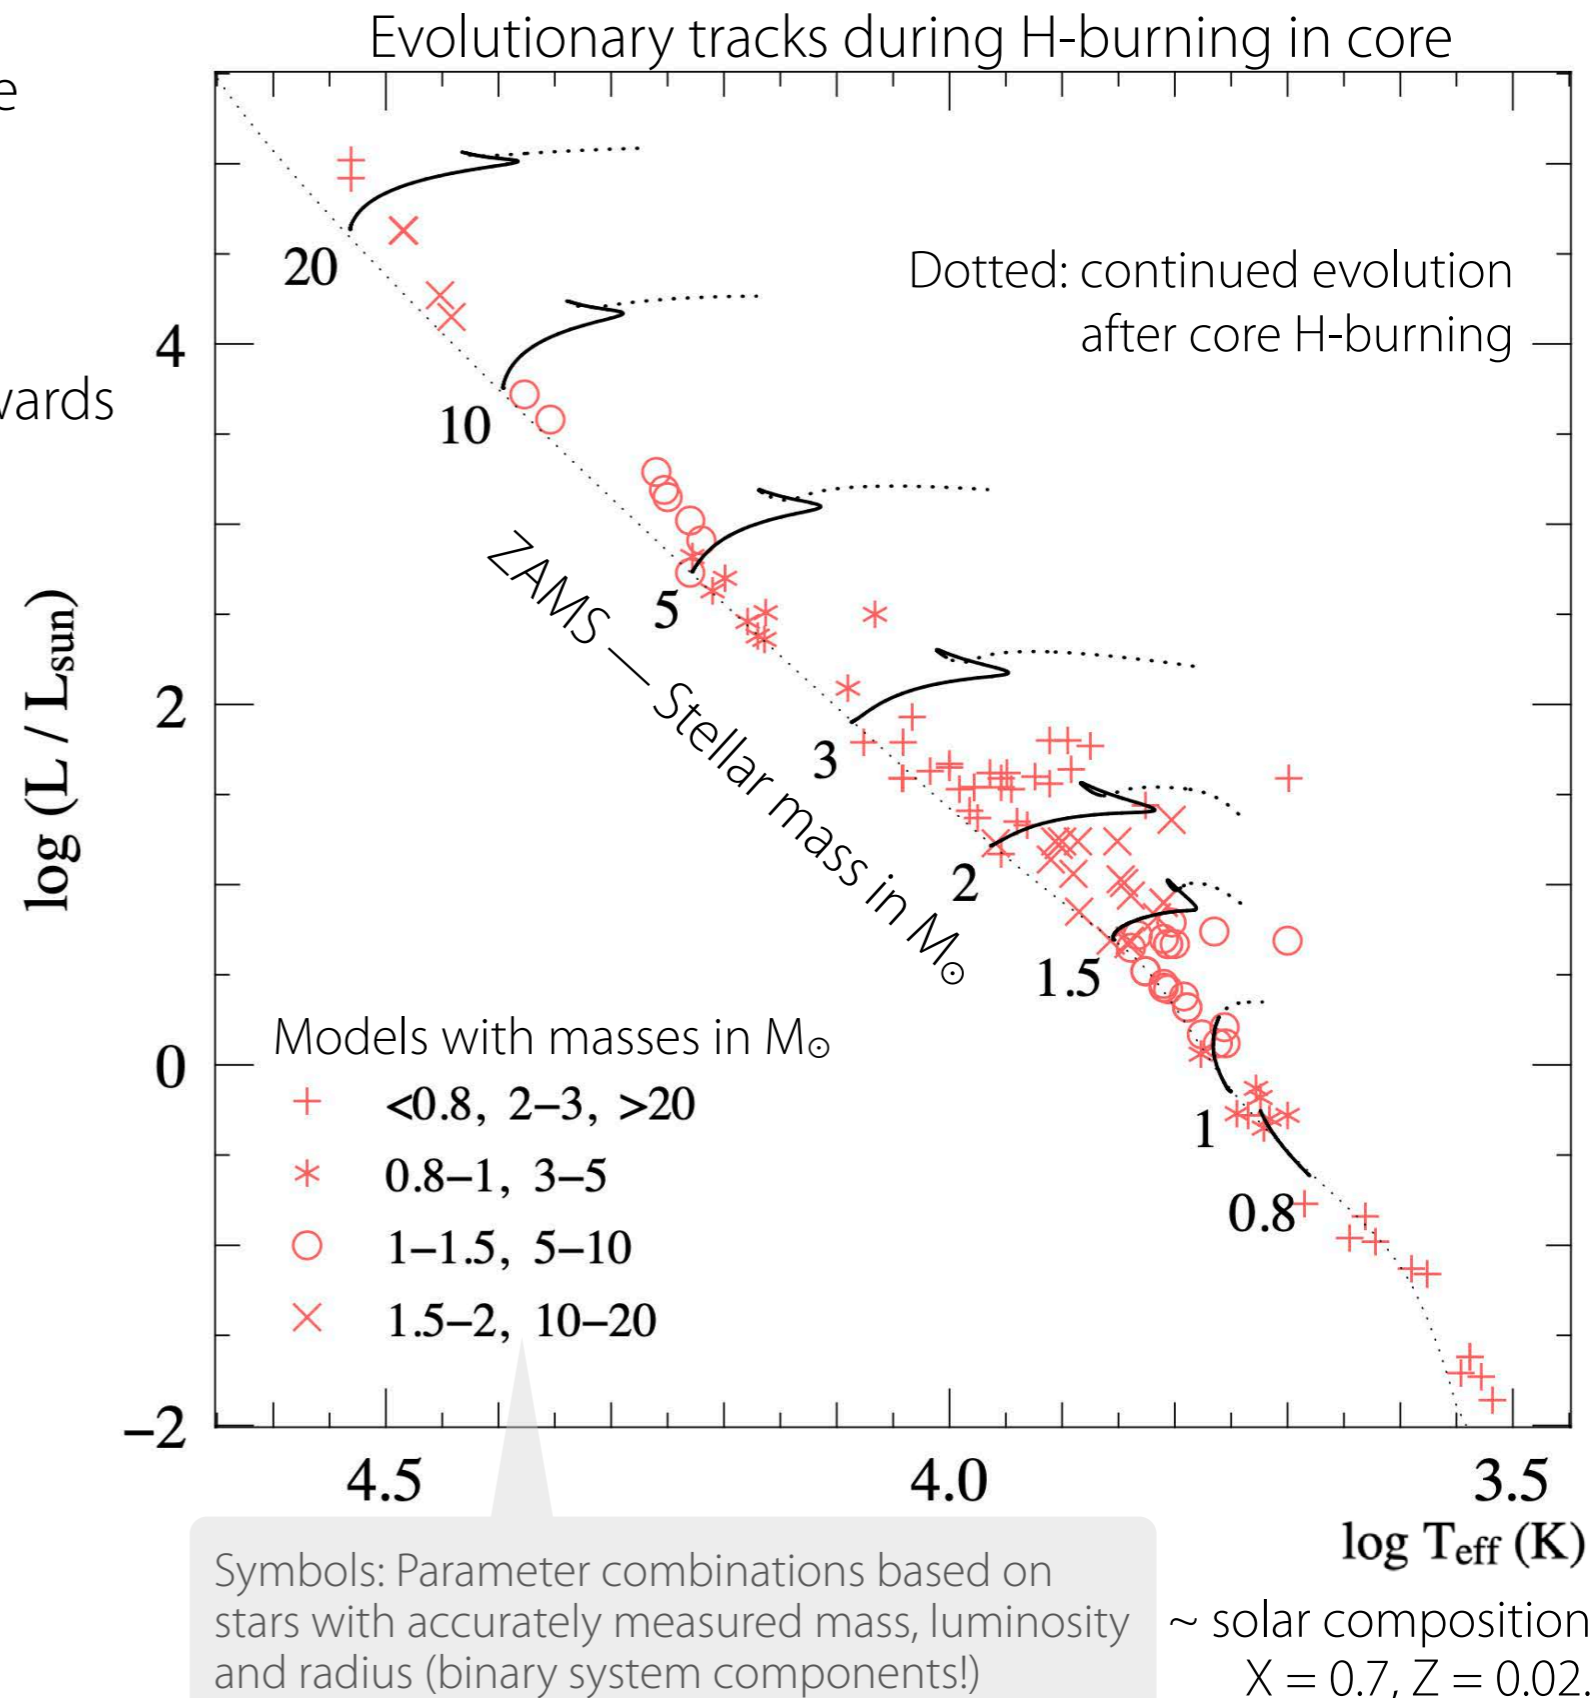 Evolutionary tracks during H-burning in core
e
wards
20
Dotted: continued evolution
after core H-burning
4
10
5
ZAMS — Stellar mass in M☉
log (L / Lsun)
2
3
2
1.5
Models with masses in M☉
0
+ <0.8, 2–3, >20
1
* 0.8–1, 3–5
0.8
○ 1–1.5, 5–10
× 1.5–2, 10–20
–2
4.5 4.0 3.5
log Teff (K)
Symbols: Parameter combinations based on
stars with accurately measured mass, luminosity
and radius (binary system components!)
~ solar composition
X = 0.7, Z = 0.02.